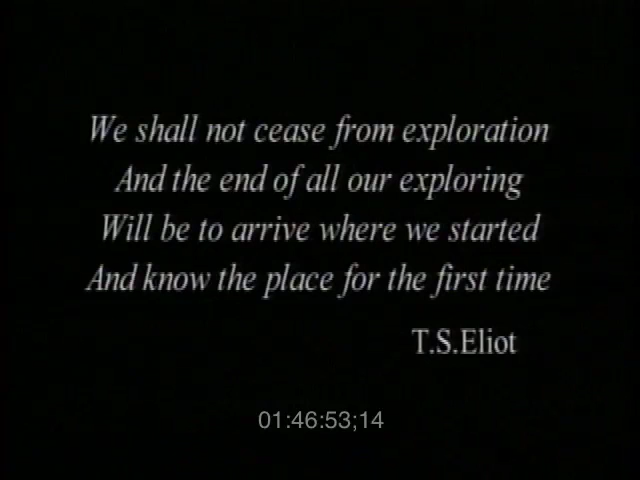 We shall not cease from exploration
And the end of all our exploring
Will be to arrive where we started
And know the place for the first time
T.S.Eliot
01:46:53;14